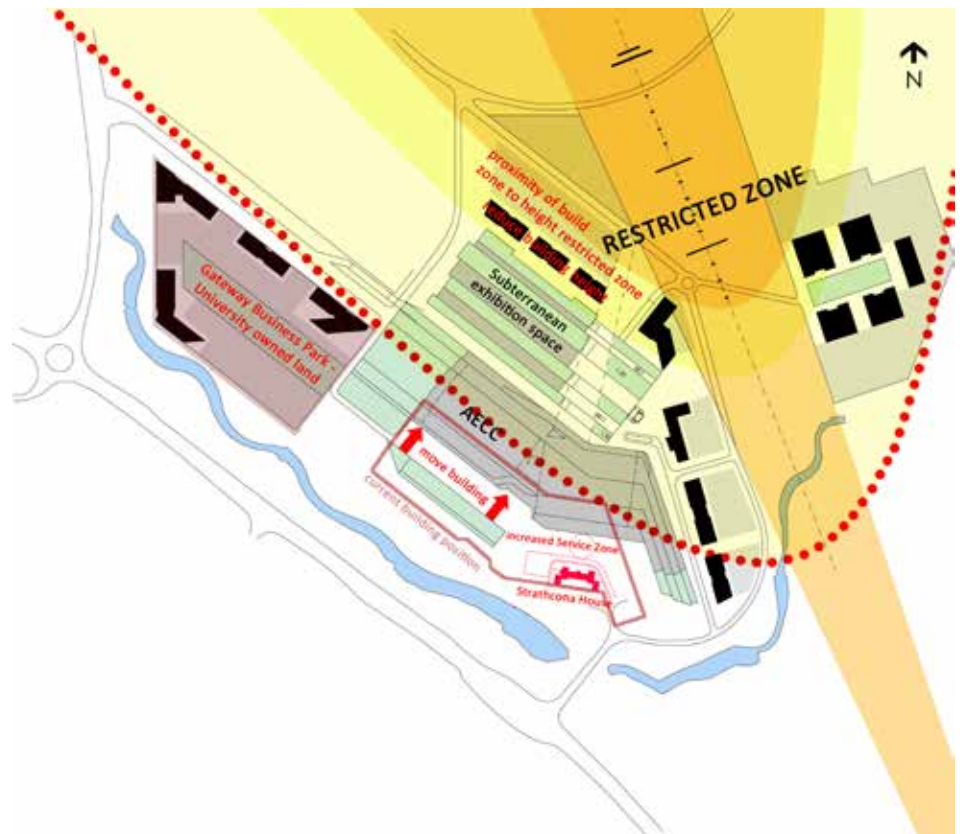 N
RESTRICTED ZONE
proximity of build
zone to height restricted zone
reduce building height
Subterranean
exhibition space
Gateway Business Park -
University owned land
AECC
move building
current building position
increased Service Zone
Strathcona House